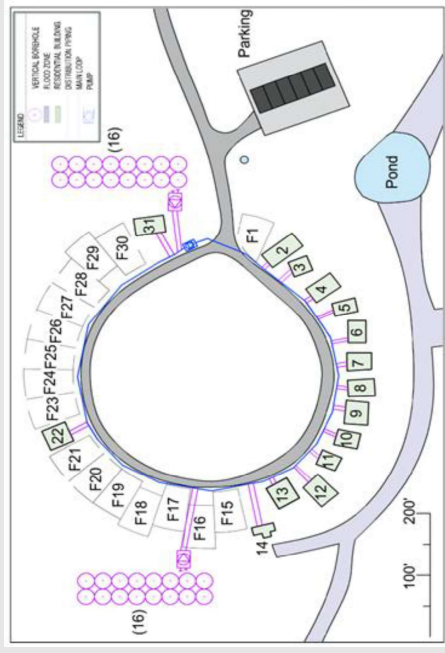 LEGEND
VERTICAL BOREHOLE
FLOOD ZONE
RESIDENTIAL BUILDING
DISTRIBUTION PIPING
MAIN LOOP
PUMP
Parking
(16)
31
F30
F29
F28
F27
F26
F25
F24
F23
22
F21
F20
F19
F18
F17
F16
F15
14
13
12
11
10
9
8
7
6
5
4
3
2
F1
Pond
(16)
100'
200'